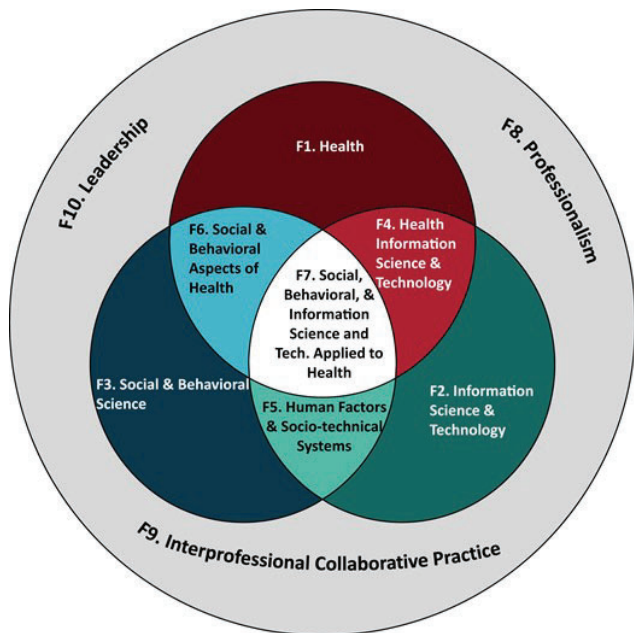 F10. Leadership
F8. Professionalism
F1. Health
F6. Social &
Behavioral
Aspects of
Health
F4. Health
Information
Science &
Technology
F7. Social,
Behavioral, &
Information
Science and
Tech. Applied to
Health
F3. Social & Behavioral
Science
F2. Information
Science &
Technology
F5. Human Factors
& Socio-technical
Systems
F9. Interprofessional Collaborative Practice